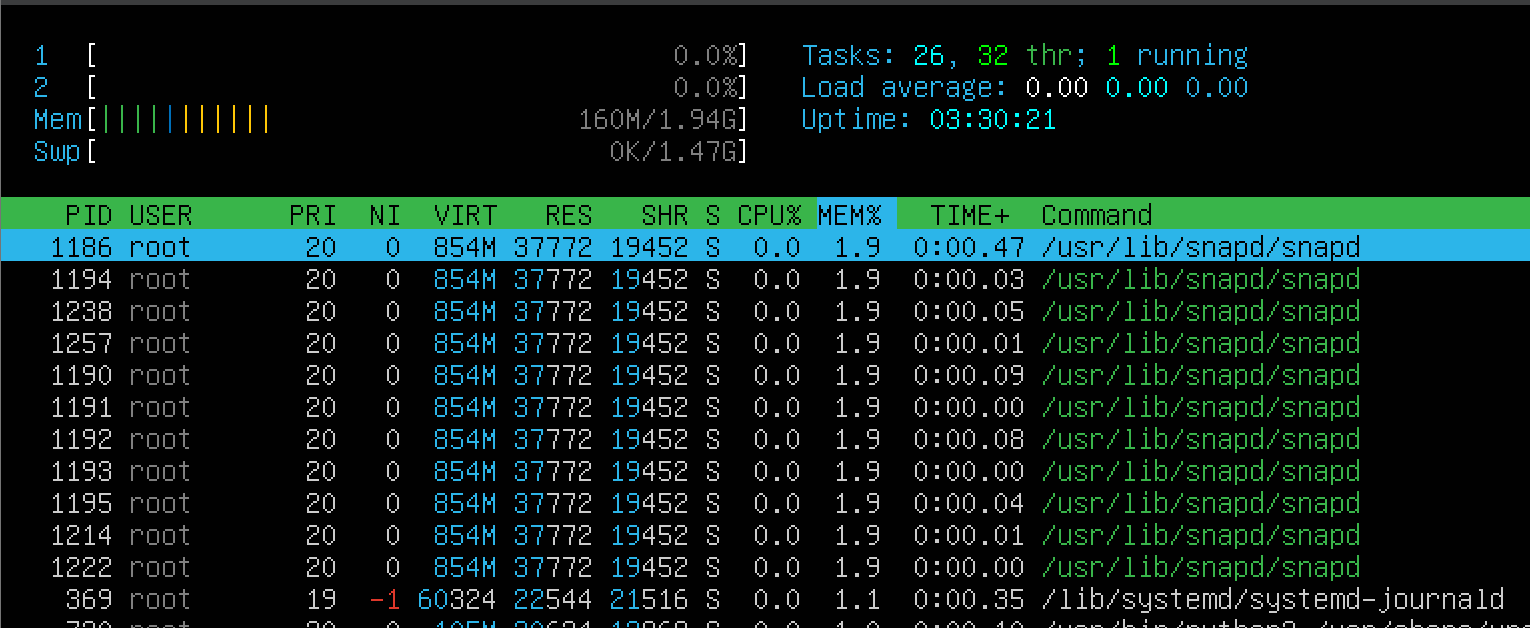 1 [ 0.0%] Tasks: 26, 32 thr; 1 running
2 [ 0.0%] Load average: 0.00 0.00 0.00
Mem[||||||||||| 160M/1.94G] Uptime: 03:30:21
Swp[ 0K/1.47G]
PID USER PRI NI VIRT RES SHR S CPU% MEM% TIME+ Command
1186 root 20 0 854M 37772 19452 S 0.0 1.9 0:00.47 /usr/lib/snapd/snapd
1194 root 20 0 854M 37772 19452 S 0.0 1.9 0:00.03 /usr/lib/snapd/snapd
1238 root 20 0 854M 37772 19452 S 0.0 1.9 0:00.05 /usr/lib/snapd/snapd
1257 root 20 0 854M 37772 19452 S 0.0 1.9 0:00.01 /usr/lib/snapd/snapd
1190 root 20 0 854M 37772 19452 S 0.0 1.9 0:00.09 /usr/lib/snapd/snapd
1191 root 20 0 854M 37772 19452 S 0.0 1.9 0:00.00 /usr/lib/snapd/snapd
1192 root 20 0 854M 37772 19452 S 0.0 1.9 0:00.08 /usr/lib/snapd/snapd
1193 root 20 0 854M 37772 19452 S 0.0 1.9 0:00.00 /usr/lib/snapd/snapd
1195 root 20 0 854M 37772 19452 S 0.0 1.9 0:00.04 /usr/lib/snapd/snapd
1214 root 20 0 854M 37772 19452 S 0.0 1.9 0:00.01 /usr/lib/snapd/snapd
1222 root 20 0 854M 37772 19452 S 0.0 1.9 0:00.00 /usr/lib/snapd/snapd
369 root 19 -1 60324 22544 21516 S 0.0 1.1 0:00.35 /lib/systemd/systemd-journald